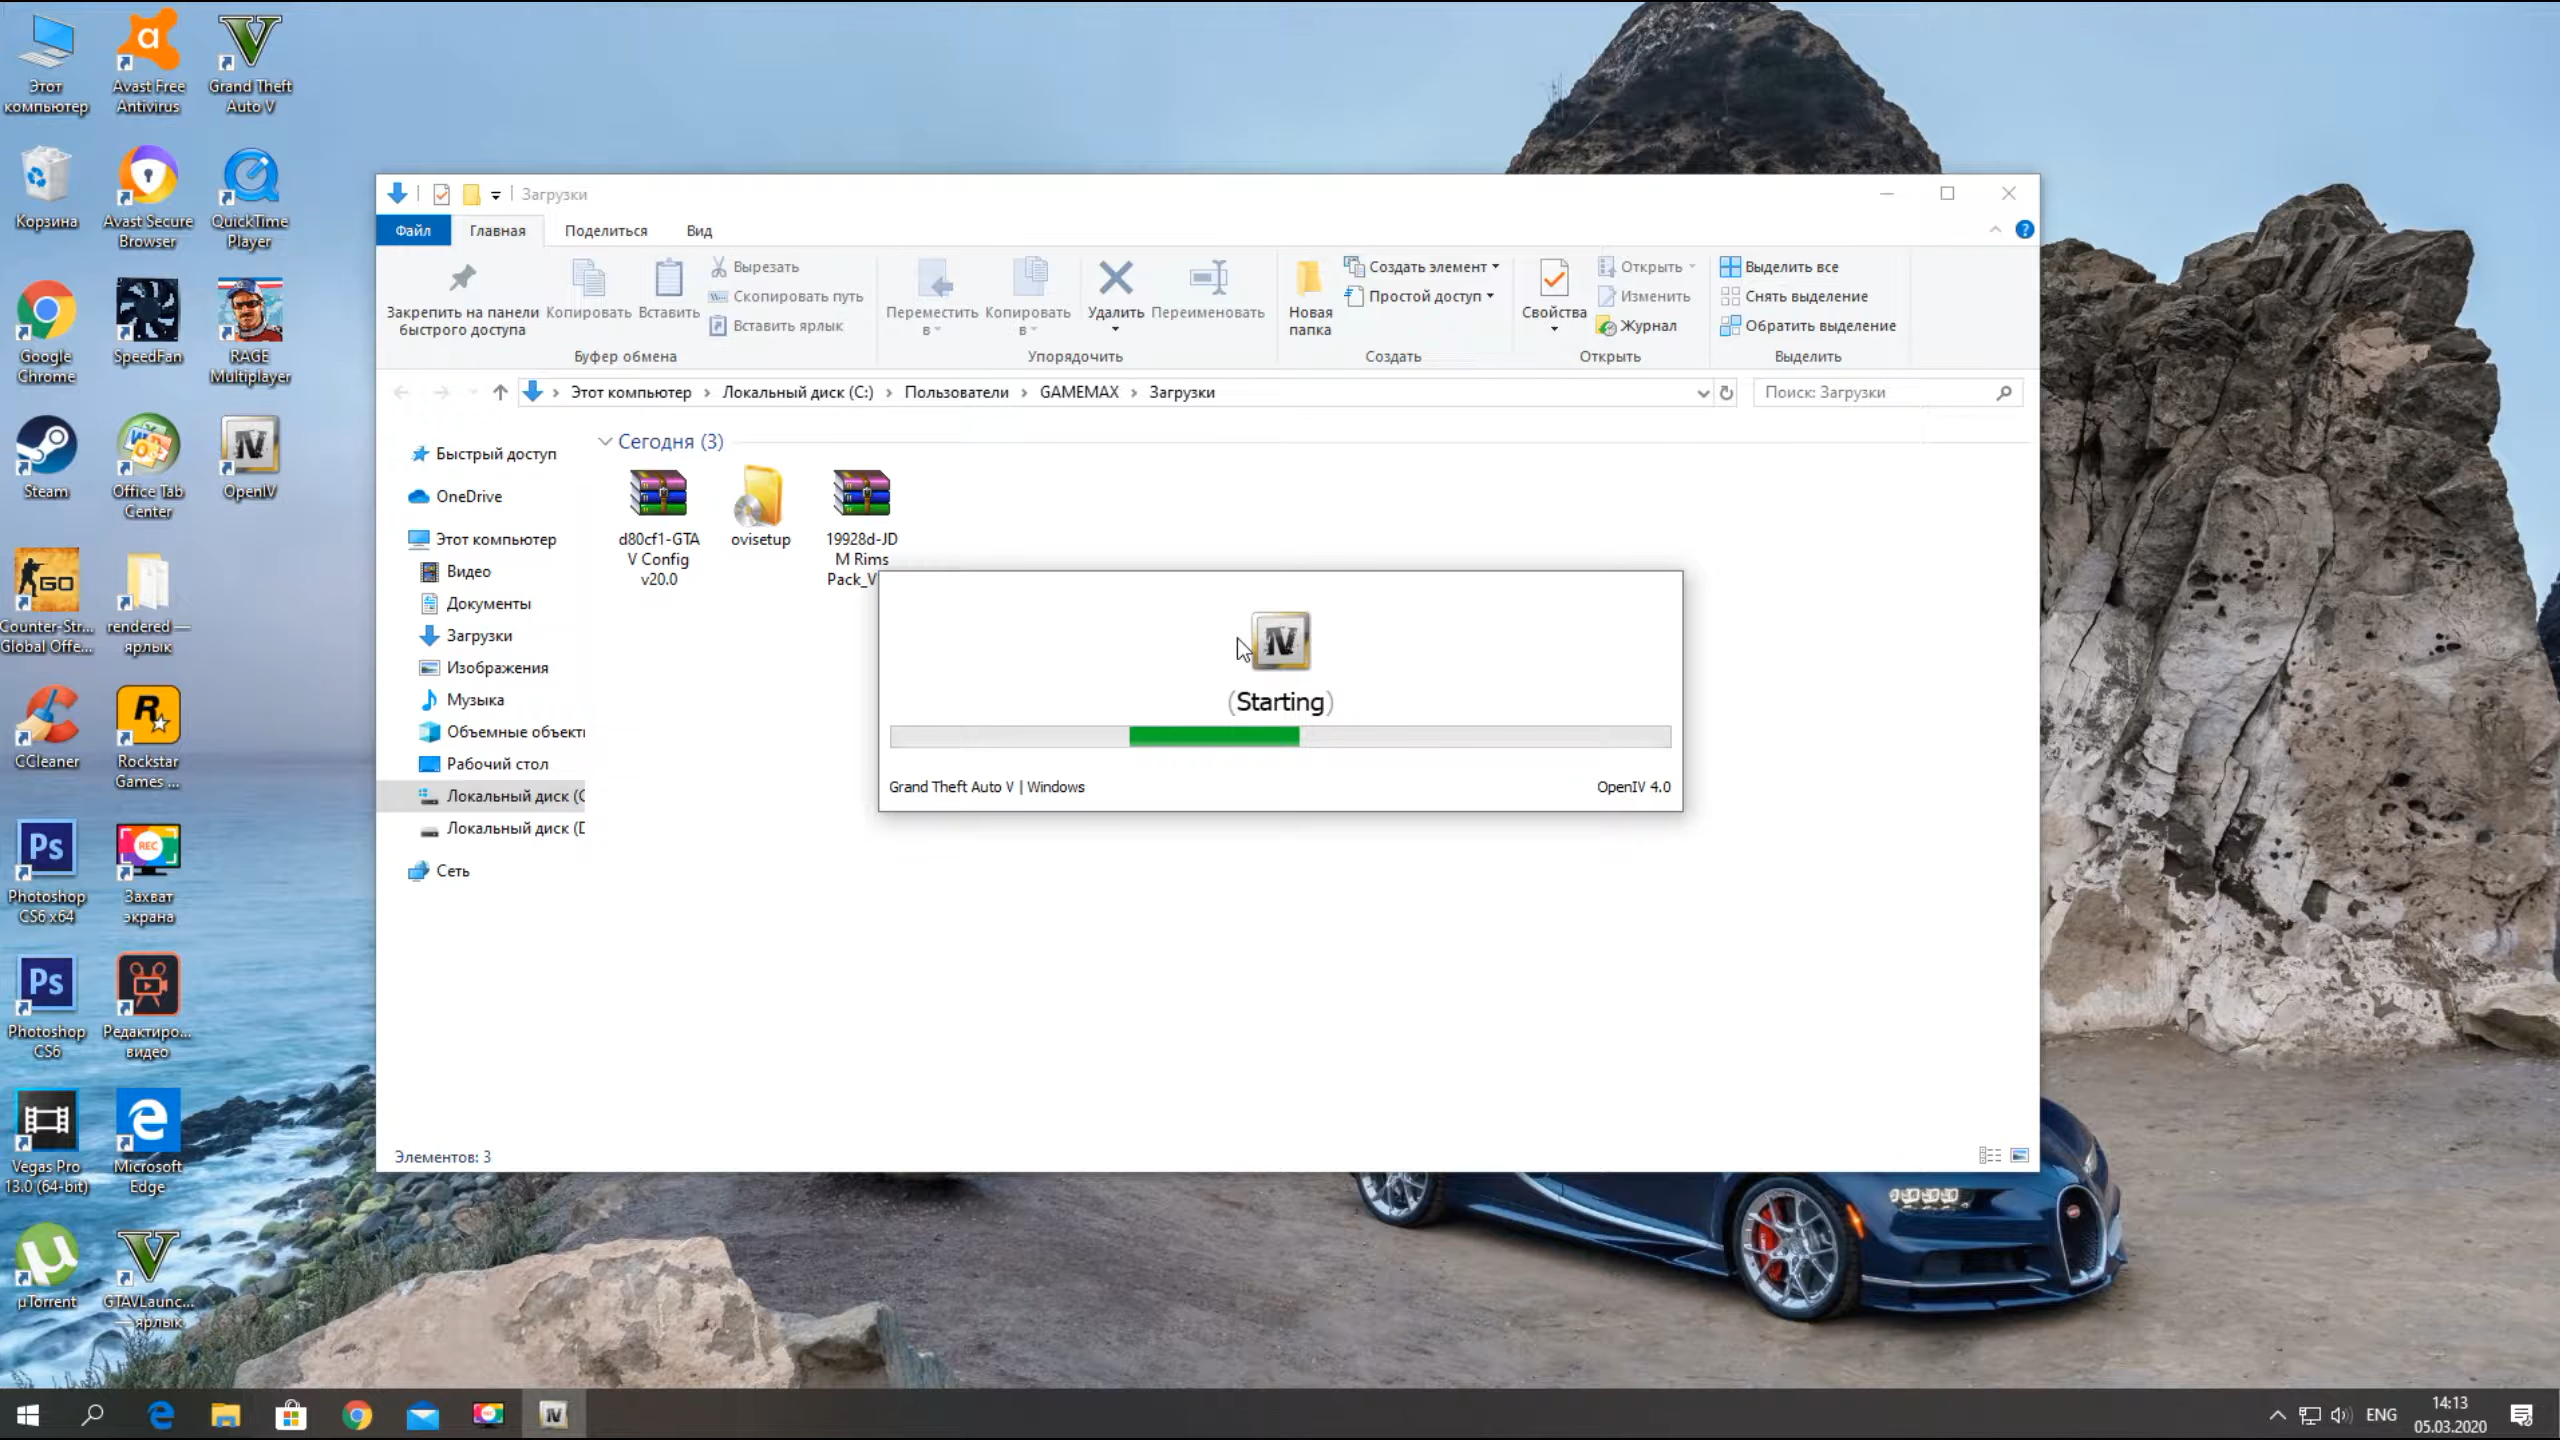 Этот
компьютер
Avast Free
Antivirus
Grand Theft
Auto V
Корзина
Avast Secure
Browser
QuickTime
Player
Google
Chrome
SpeedFan
RAGE
Multiplayer
Steam
Office Tab
Center
OpenIV
Counter-Str...
Global Offe...
rendered —
ярлык
CCleaner
Rockstar
Games ...
Photoshop
CS6 x64
Захват
экрана
Photoshop
CS6
Редактиро...
видео
Vegas Pro
13.0 (64-bit)
Microsoft
Edge
µTorrent
GTAVLaunc...
— ярлык
Загрузки
Файл
Главная
Поделиться
Вид
Закрепить на панели
быстрого доступа
Копировать
Вставить
Вырезать
Скопировать путь
Вставить ярлык
Буфер обмена
Переместить
в
Копировать
в
Удалить
Переименовать
Упорядочить
Новая
папка
Создать элемент
Простой доступ
Создать
Свойства
Открыть
Изменить
Журнал
Открыть
Выделить все
Снять выделение
Обратить выделение
Выделить
Этот компьютер
Локальный диск (C:)
Пользователи
GAMEMAX
Загрузки
Поиск: Загрузки
Быстрый доступ
OneDrive
Этот компьютер
Видео
Документы
Загрузки
Изображения
Музыка
Объемные объект
Рабочий стол
Локальный диск (C
Локальный диск (D
Сеть
Сегодня (3)
d80cf1-GTA
V Config
v20.0
ovisetup
19928d-JD
M Rims
Pack_V
(Starting)
Grand Theft Auto V | Windows
OpenIV 4.0
Элементов: 3
ENG
14:13
05.03.2020